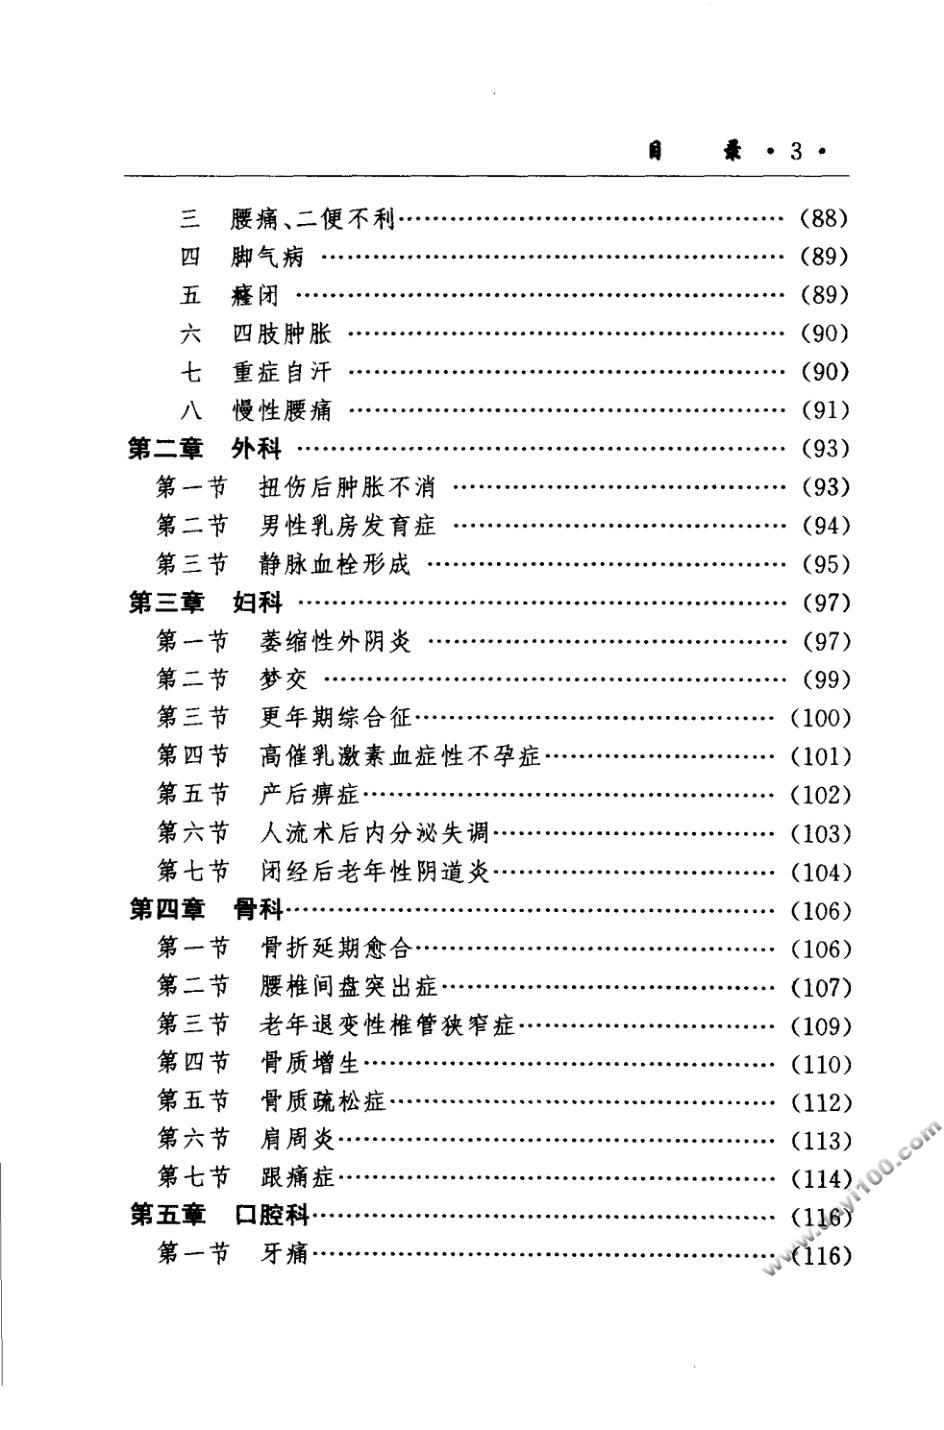 目 录 · 3 ·
三 腰痛、二便不利……………………………………(88)
四 脚气病 ……………………………………………(89)
五 癃闭 ………………………………………………(89)
六 四肢肿胀 …………………………………………(90)
七 重症自汗 …………………………………………(90)
八 慢性腰痛 …………………………………………(91)
第二章 外科 ………………………………………………(93)
第一节 扭伤后肿胀不消 ………………………………(93)
第二节 男性乳房发育症 ………………………………(94)
第三节 静脉血栓形成 …………………………………(95)
第三章 妇科 ………………………………………………(97)
第一节 萎缩性外阴炎 …………………………………(97)
第二节 梦交 ……………………………………………(99)
第三节 更年期综合征…………………………………(100)
第四节 高催乳激素血症性不孕症……………………(101)
第五节 产后痹症………………………………………(102)
第六节 人流术后内分泌失调…………………………(103)
第七节 闭经后老年性阴道炎…………………………(104)
第四章 骨科………………………………………………(106)
第一节 骨折延期愈合…………………………………(106)
第二节 腰椎间盘突出症………………………………(107)
第三节 老年退变性椎管狭窄症………………………(109)
第四节 骨质增生………………………………………(110)
第五节 骨质疏松症……………………………………(112)
第六节 肩周炎…………………………………………(113)
第七节 跟痛症…………………………………………(114)
第五章 口腔科……………………………………………(116)
第一节 牙痛……………………………………………(116)